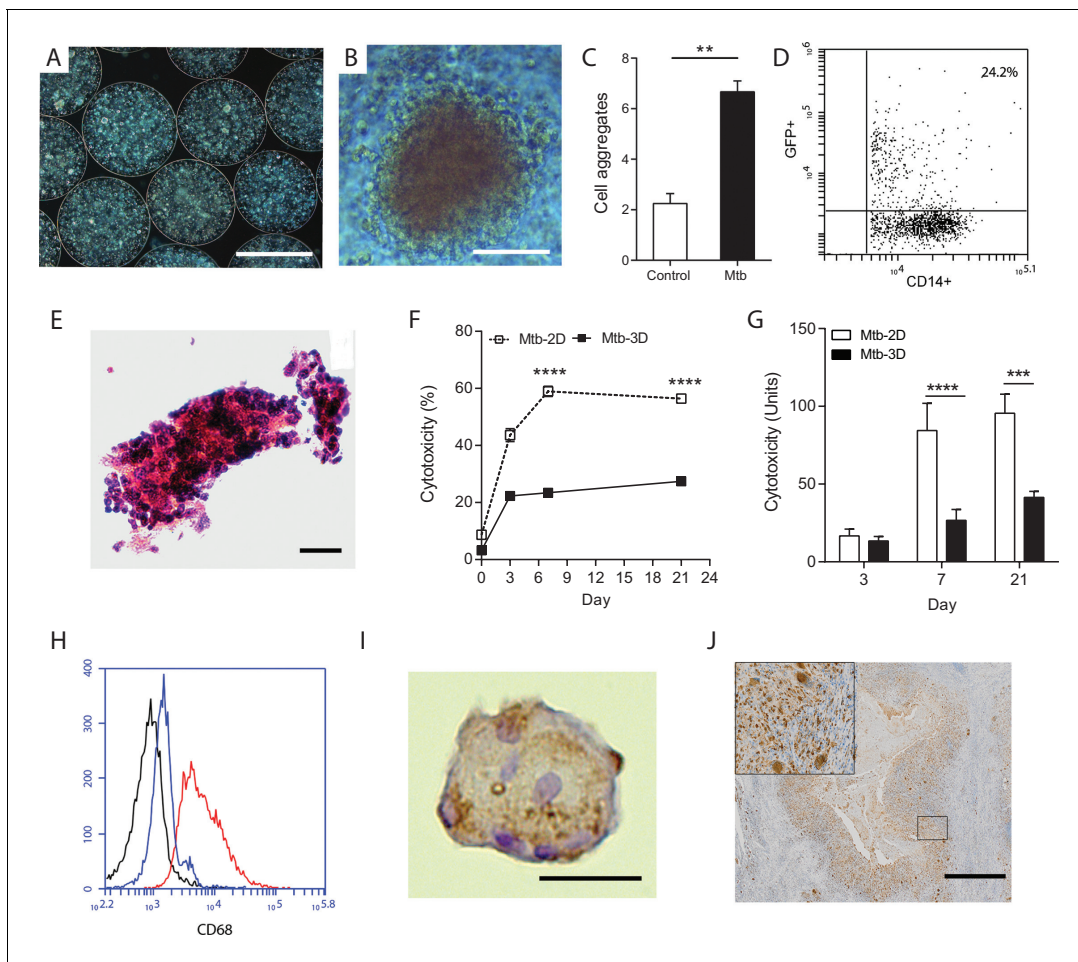 A
B
C
8
6
4
2
0
Cell aggregates
**
Control
Mtb
D
24.2%
GFP+
10^6
10^5
10^4
10^4
10^5.1
CD14+
E
F
Mtb-2D
Mtb-3D
80
60
40
20
0
Cytotoxicity (%)
****
****
0 3 6 9 12 15 18 21 24
Day
G
Mtb-2D
Mtb-3D
150
100
50
0
Cytotoxicity (Units)
****
***
3 7 21
Day
H
400
300
200
100
0
10^2.2 10^3 10^4 10^5 10^5.8
CD68
I
J